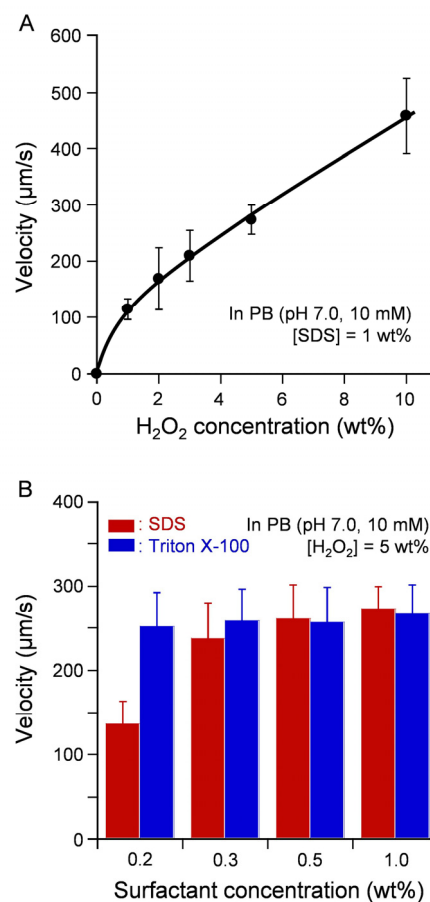 A
600
500
400
300
200
100
0
Velocity (μm/s)
In PB (pH 7.0, 10 mM)
[SDS] = 1 wt%
0 2 4 6 8 10
H₂O₂ concentration (wt%)
B
400
300
200
100
0
Velocity (μm/s)
: SDS
: Triton X-100
In PB (pH 7.0, 10 mM)
[H₂O₂] = 5 wt%
0.2 0.3 0.5 1.0
Surfactant concentration (wt%)